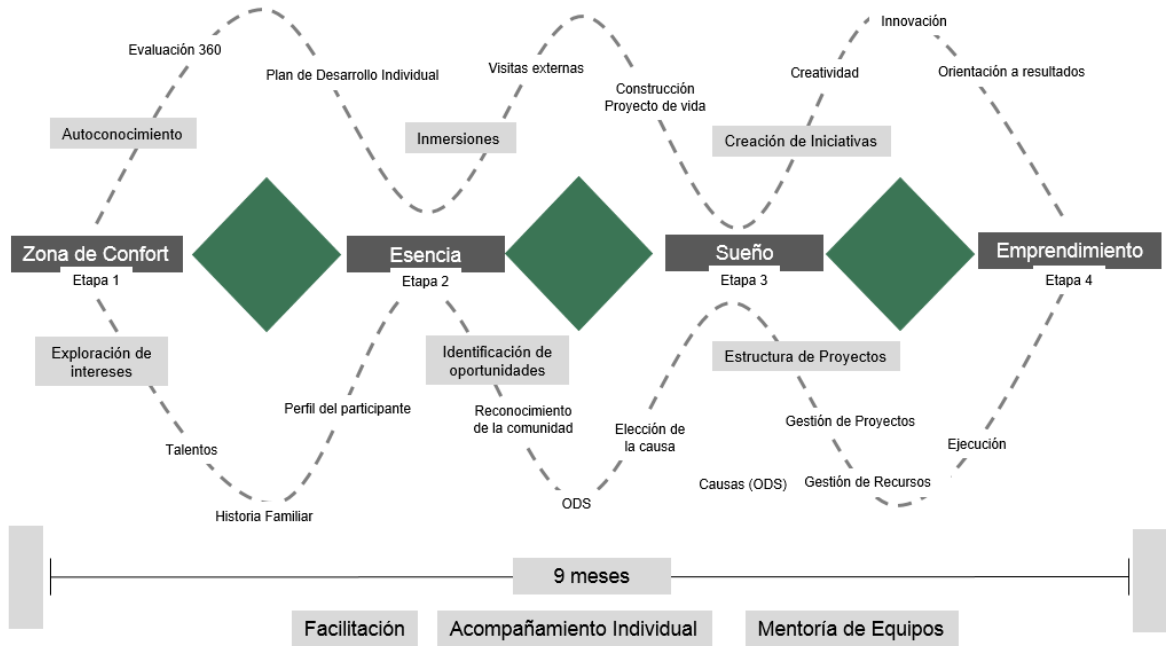 Innovación
Evaluación 360
Visitas externas
Plan de Desarrollo Individual
Creatividad
Orientación a resultados
Construcción
Proyecto de vida
Autoconocimiento
Inmersiones
Creación de Iniciativas
Zona de Confort
Esencia
Sueño
Emprendimiento
Etapa 1
Etapa 2
Etapa 3
Etapa 4
Exploración de
intereses
Identificación de
oportunidades
Estructura de Proyectos
Perfil del participante
Reconocimiento
de la comunidad
Elección de
la causa
Gestión de Proyectos
Talentos
Ejecución
Causas (ODS)
Gestión de Recursos
Historia Familiar
ODS
9 meses
Facilitación
Acompañamiento Individual
Mentoría de Equipos